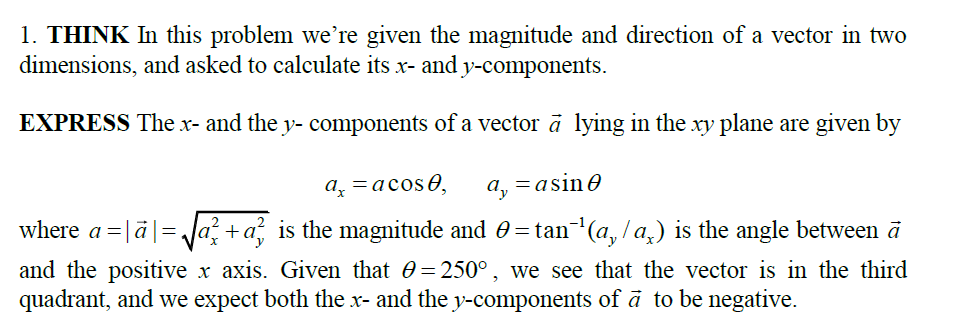 1. THINK In this problem we’re given the magnitude and direction of a vector in two
dimensions, and asked to calculate its x- and y-components.
EXPRESS The x- and the y- components of a vector a⃗ lying in the xy plane are given by
aₓ = a cos θ, a_y = a sin θ
where a = | a⃗ | = √(aₓ² + a_y²) is the magnitude and θ = tan⁻¹(a_y / aₓ) is the angle between a⃗
and the positive x axis. Given that θ = 250°, we see that the vector is in the third
quadrant, and we expect both the x- and the y-components of a⃗ to be negative.